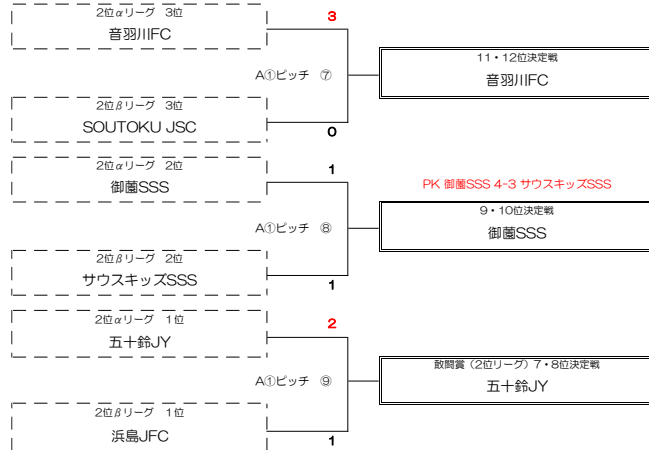 2位αリーグ 3位
音羽川FC
3
A①ピッチ ⑦
11・12位決定戦
音羽川FC
2位βリーグ 3位
SOUTOKU JSC
0
2位αリーグ 2位
御薗SSS
1
PK 御薗SSS 4-3 サウスキッズSSS
A①ピッチ ⑧
9・10位決定戦
御薗SSS
2位βリーグ 2位
サウスキッズSSS
1
2位αリーグ 1位
五十鈴JY
2
A①ピッチ ⑨
敢闘賞（2位リーグ）7・8位決定戦
五十鈴JY
2位βリーグ 1位
浜島JFC
1